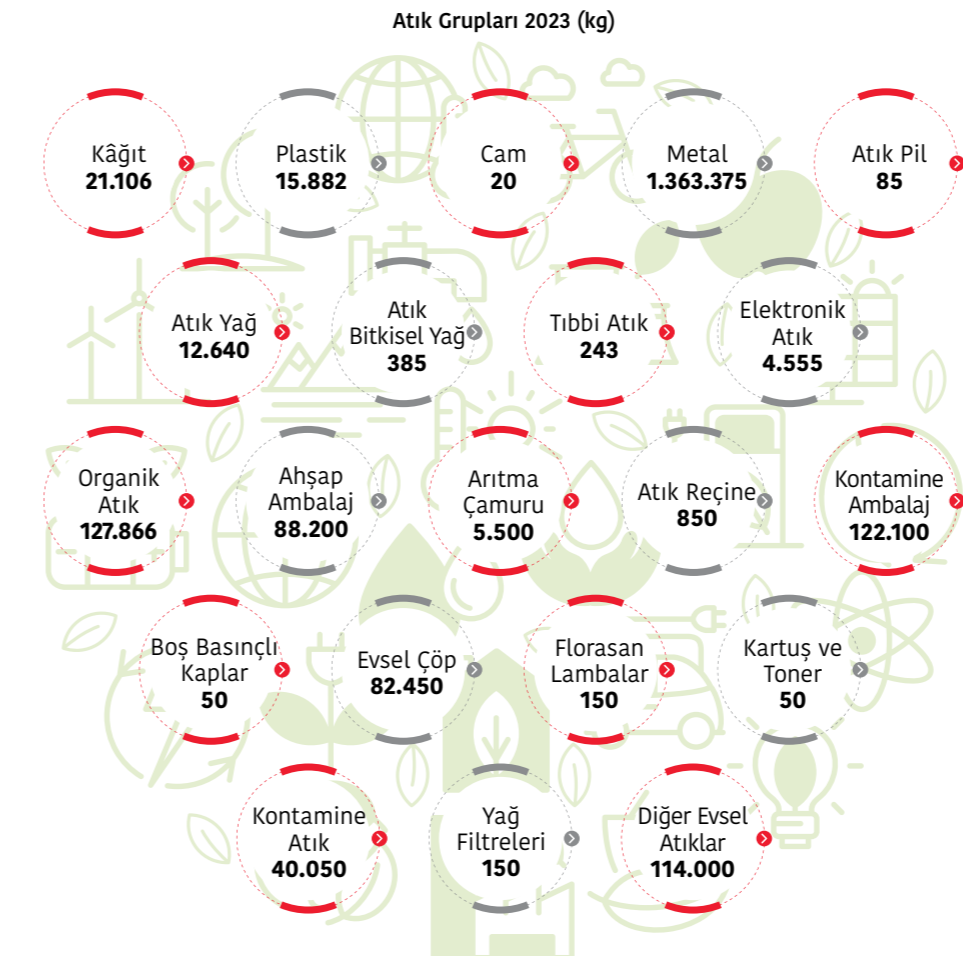 Atık Grupları 2023 (kg)
Kâğıt
21.106
Plastik
15.882
Cam
20
Metal
1.363.375
Atık Pil
85
Atık Yağ
12.640
Atık
Bitkisel Yağ
385
Tıbbi Atık
243
Elektronik
Atık
4.555
Organik
Atık
127.866
Ahşap
Ambalaj
88.200
Arıtma
Çamuru
5.500
Atık Reçine
850
Kontamine
Ambalaj
122.100
Boş Basınçlı
Kaplar
50
Evsel Çöp
82.450
Florasan
Lambalar
150
Kartuş ve
Toner
50
Kontamine
Atık
40.050
Yağ
Filtreleri
150
Diğer Evsel
Atıklar
114.000